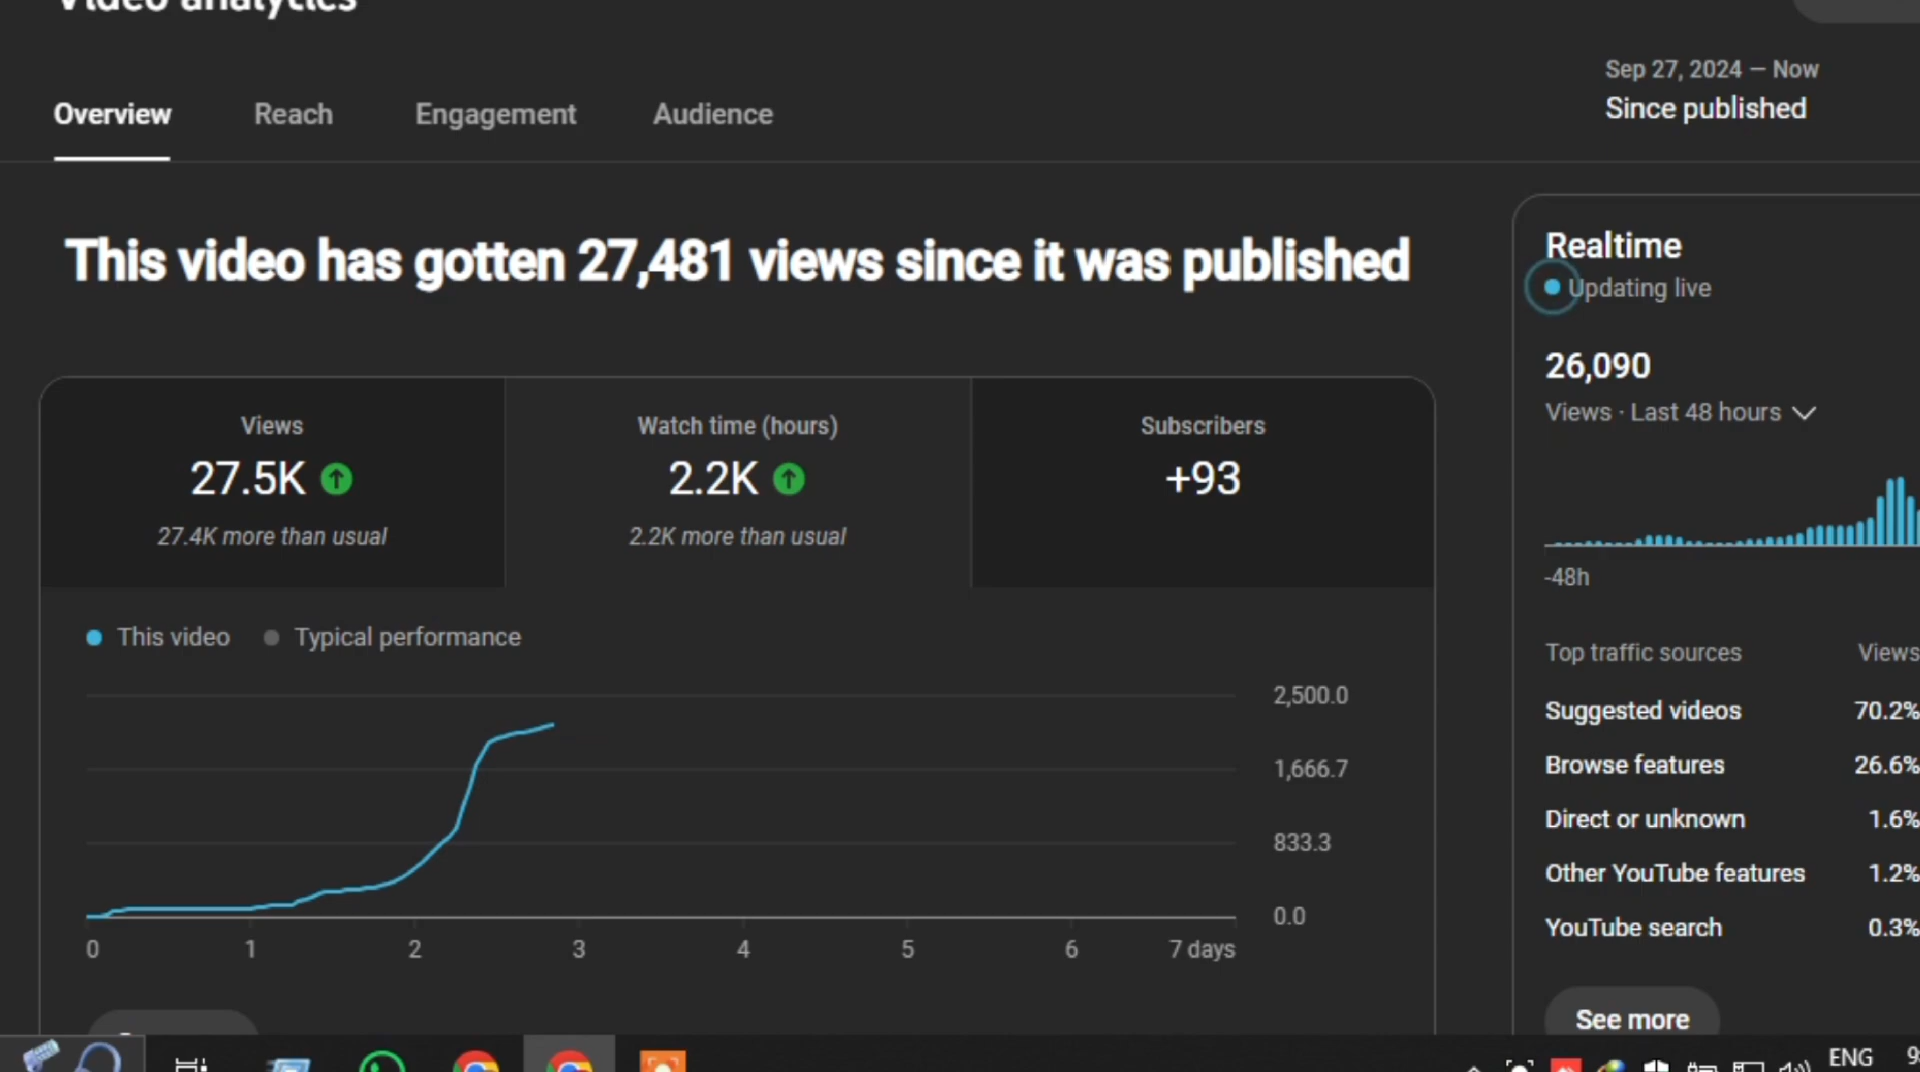 Video analytics
Sep 27, 2024 – Now
Since published
Overview
Reach
Engagement
Audience
This video has gotten 27,481 views since it was published
Views
27.5K
27.4K more than usual
Watch time (hours)
2.2K
2.2K more than usual
Subscribers
+93
This video
Typical performance
2,500.0
1,666.7
833.3
0.0
0
1
2
3
4
5
6
7 days
Realtime
Updating live
26,090
Views · Last 48 hours
-48h
Top traffic sources
Views
Suggested videos
70.2%
Browse features
26.6%
Direct or unknown
1.6%
Other YouTube features
1.2%
YouTube search
0.3%
See more
ENG